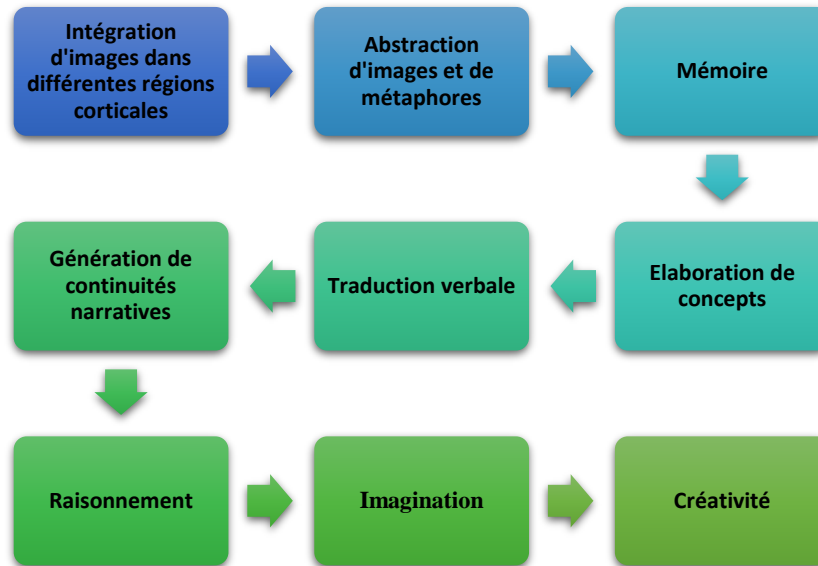 Intégration
d'images dans
différentes régions
corticales
Abstraction
d'images et de
métaphores
Mémoire
Elaboration de
concepts
Traduction verbale
Génération de
continuités
narratives
Raisonnement
Imagination
Créativité